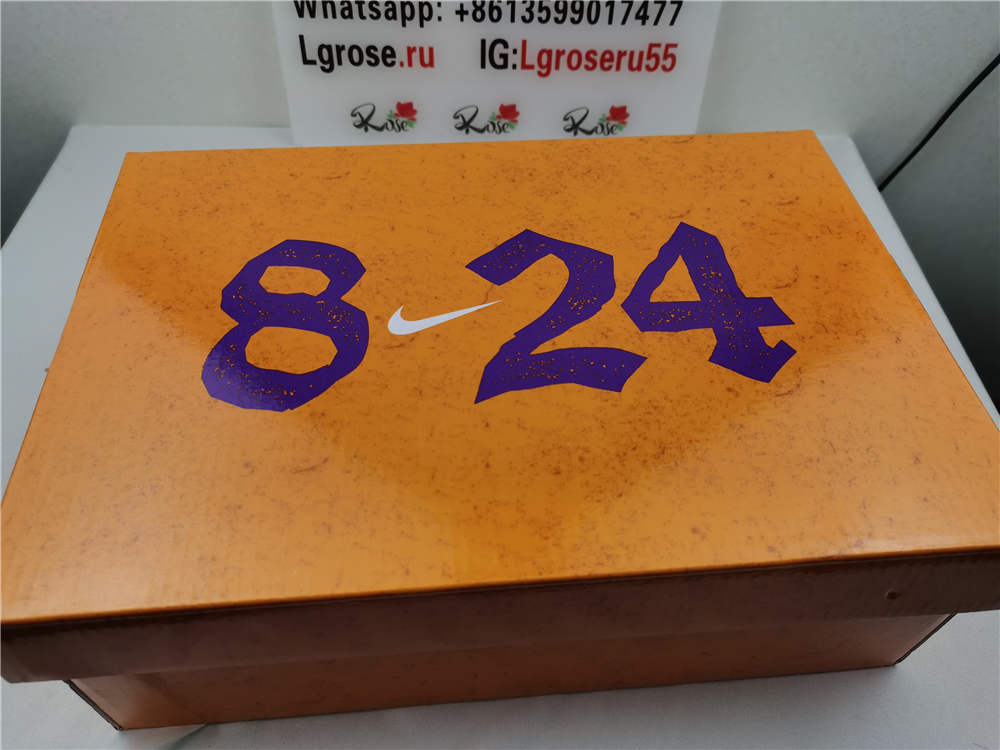 Whatsapp: +8613599017477
Lgrose.ru IG:Lgroseru55
Rose Rose Rose
8 24